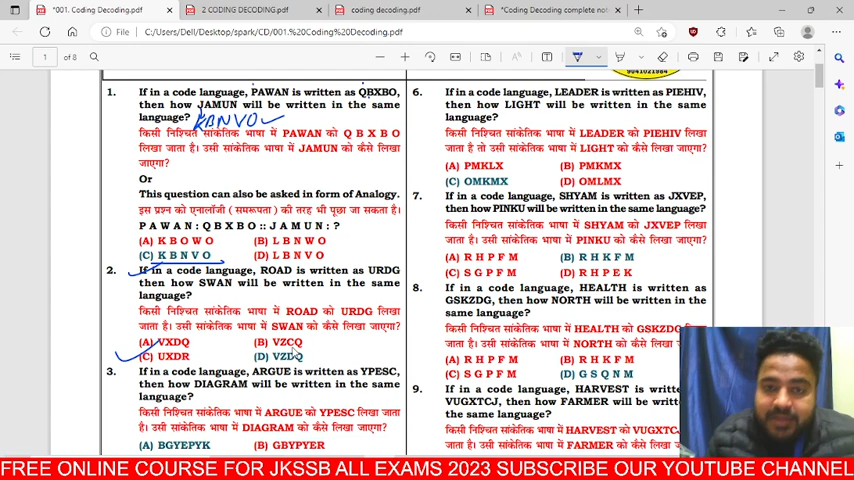 *001. Coding Decoding.pdf
2 CODING DECODING.pdf
coding decoding.pdf
*Coding Decoding complete not
File
C:/Users/Dell/Desktop/spark/CD/001.%20Coding%20Decoding.pdf
1 of 8
9041021984
1. If in a code language, PAWAN is written as QBXBO,
then how JAMUN will be written in the same
language? KBNVO
किसी निश्चित सांकेतिक भाषा में PAWAN को Q B X B O
लिखा जाता है। उसी सांकेतिक भाषा में JAMUN को कैसे लिखा
जाएगा?
Or
This question can also be asked in form of Analogy.
इस प्रश्न को एनालॉजी (समरूपता) की तरह भी पूछा जा सकता है।
P A W A N : Q B X B O : : J A M U N : ?
(A) K B O W O (B) L B N W O
(C) K B N V O (D) L B N V O
2. If in a code language, ROAD is written as URDG
then how SWAN will be written in the same
language?
किसी निश्चित सांकेतिक भाषा में ROAD को URDG लिखा
जाता है। उसी सांकेतिक भाषा में SWAN को कैसे लिखा जाएगा?
(A) VXDQ (B) VZCQ
(C) UXDR (D) VZDQ
3. If in a code language, ARGUE is written as YPESC,
then how DIAGRAM will be written in the same
language?
किसी निश्चित सांकेतिक भाषा में ARGUE को YPESC लिखा जाता
है। उसी सांकेतिक भाषा में DIAGRAM को कैसे लिखा जाएगा?
(A) BGYEPYK (B) GBYPYER
6. If in a code language, LEADER is written as PIEHIV,
then how LIGHT will be written in the same
language?
किसी निश्चित सांकेतिक भाषा में LEADER को PIEHIV लिखा
जाता है तो उसी सांकेतिक भाषा में LIGHT को कैसे लिखा जाएगा?
(A) PMKLX (B) PMKMX
(C) OMKMX (D) OMLMX
7. If in a code language, SHYAM is written as JXVEP,
then how PINKU will be written in the same language?
किसी निश्चित सांकेतिक भाषा में SHYAM को JXVEP लिखा
जाता है। उसी सांकेतिक भाषा में PINKU को कैसे लिखा जाएगा?
(A) R H P F M (B) R H K F M
(C) S G P F M (D) R H P E K
8. If in a code language, HEALTH is written as
GSKZDG, then how NORTH will be written in the
same language?
किसी निश्चित सांकेतिक भाषा में HEALTH को GSKZDG
जाता है। उसी सांकेतिक भाषा में NORTH को कैसे लिखा
(A) R H P F M (B) R H K F M
(C) S G P F M (D) G S Q N M
9. If in a code language, HARVEST is
VUGXTCJ, then how FARMER will be
the same language?
किसी निश्चित सांकेतिक भाषा में HARVEST को VUGXTCJ
जाता है। उसी सांकेतिक भाषा में FARMER को कैसे
FREE ONLINE COURSE FOR JKSSB ALL EXAMS 2023 SUBSCRIBE OUR YOUTUBE CHANNEL